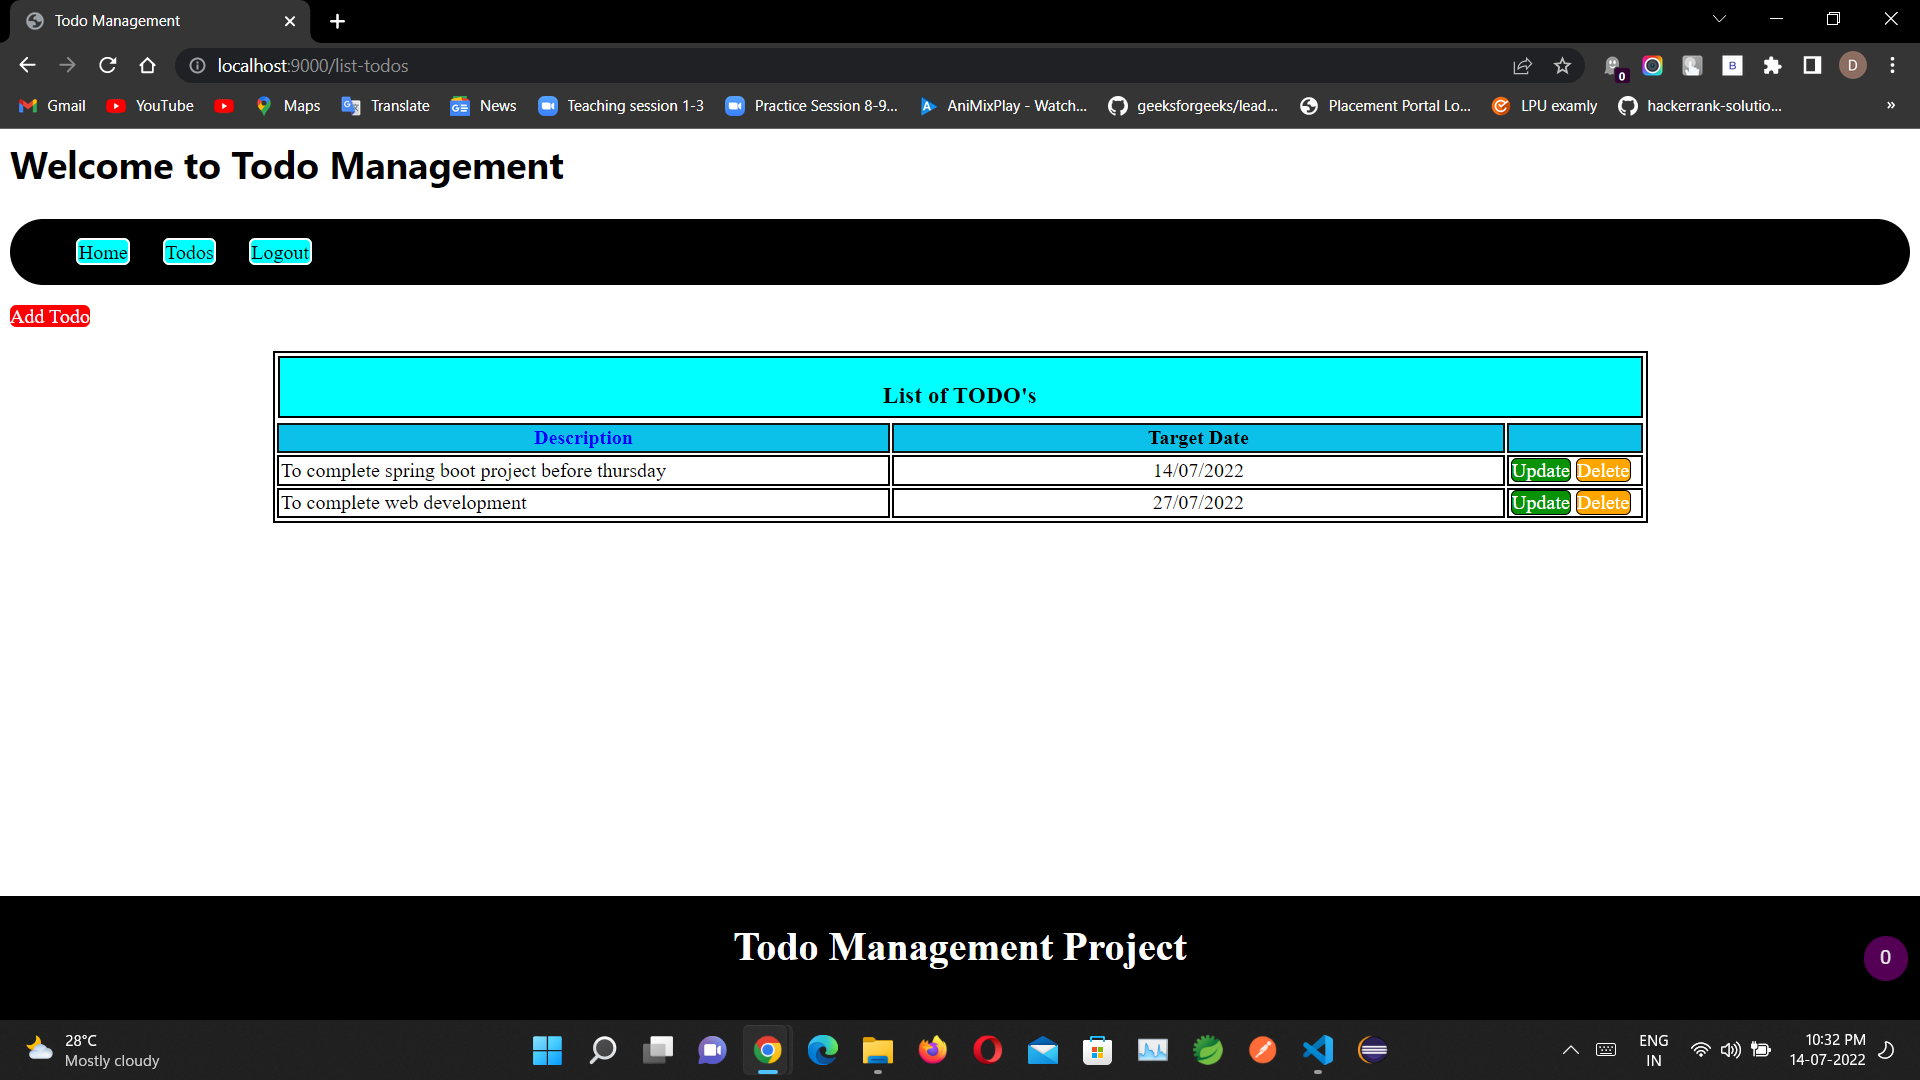 Todo Management
localhost:9000/list-todos
0
B
D
Gmail YouTube Maps Translate News Teaching session 1-3 Practice Session 8-9... AniMixPlay - Watch... geeksforgeeks/lead... Placement Portal Lo... LPU examly hackerrank-solutio... »
Welcome to Todo Management
Home Todos Logout
Add Todo
List of TODO's
Description Target Date
To complete spring boot project before thursday 14/07/2022 Update Delete
To complete web development 27/07/2022 Update Delete
Todo Management Project
0
28°C
Mostly cloudy
ENG
IN
10:32 PM
14-07-2022